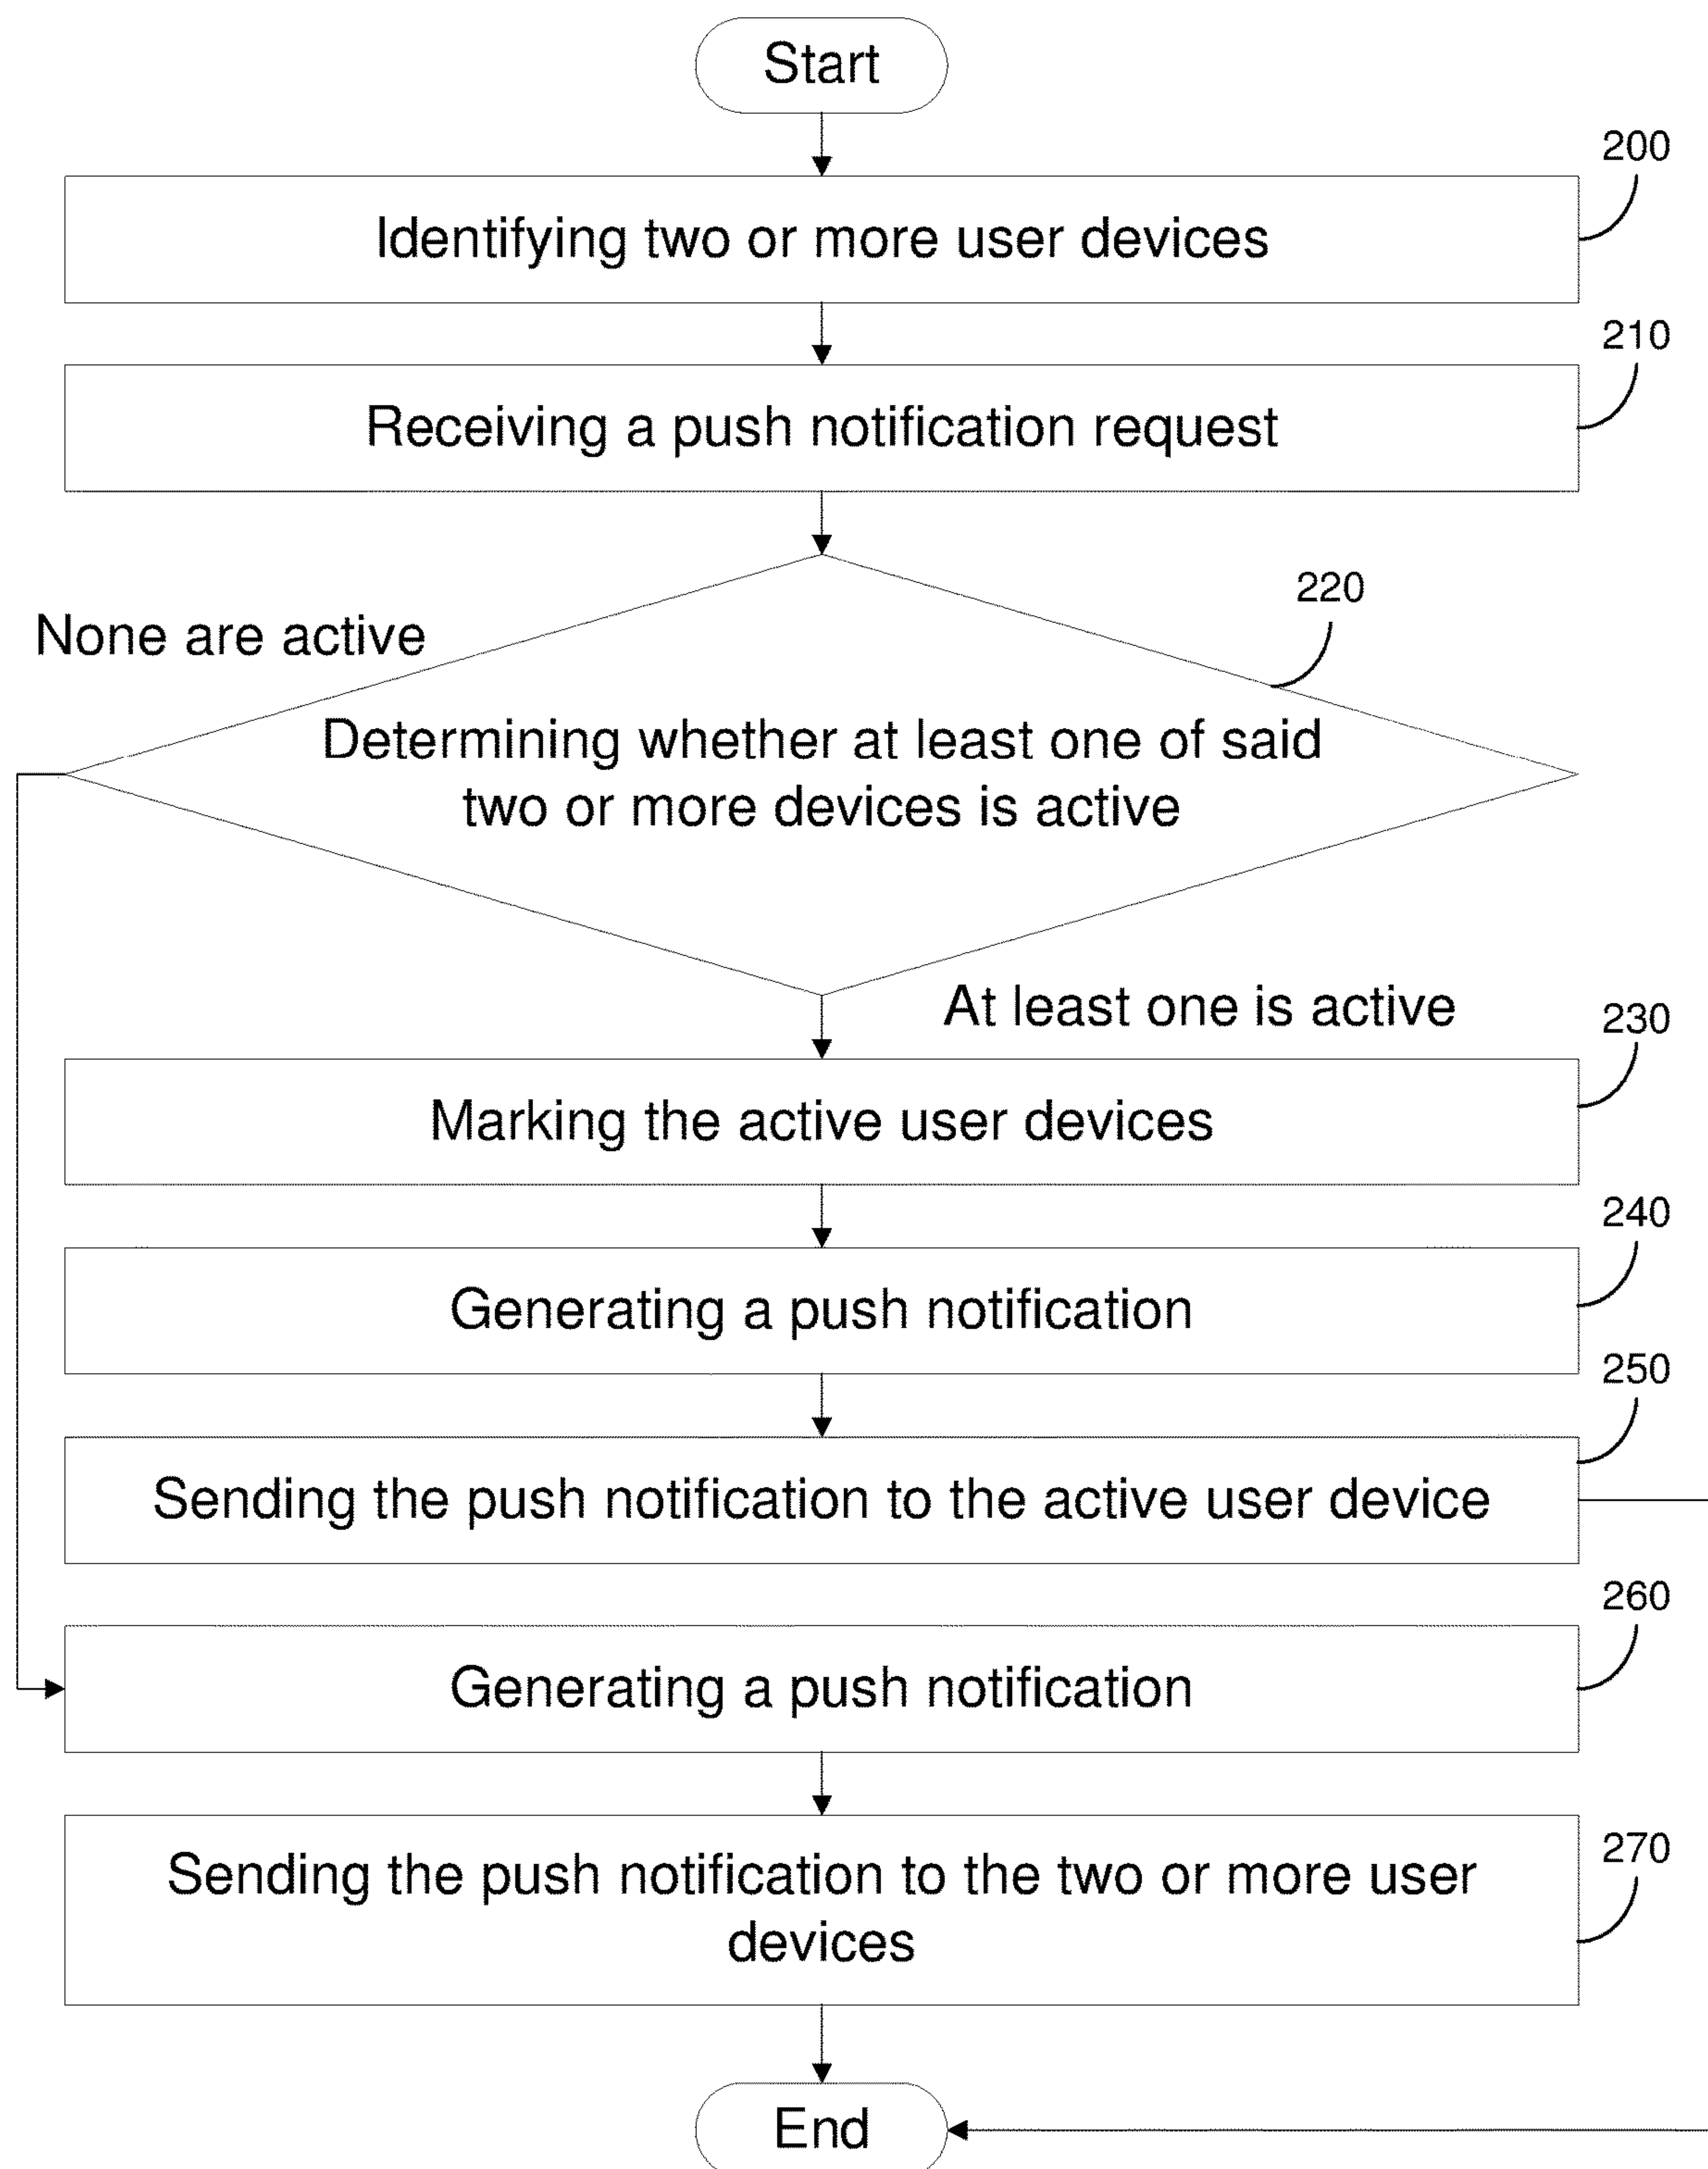 Start
200
Identifying two or more user devices
210
Receiving a push notification request
220
None are active
Determining whether at least one of said
two or more devices is active
At least one is active
230
Marking the active user devices
240
Generating a push notification
250
Sending the push notification to the active user device
260
Generating a push notification
270
Sending the push notification to the two or more user
devices
End